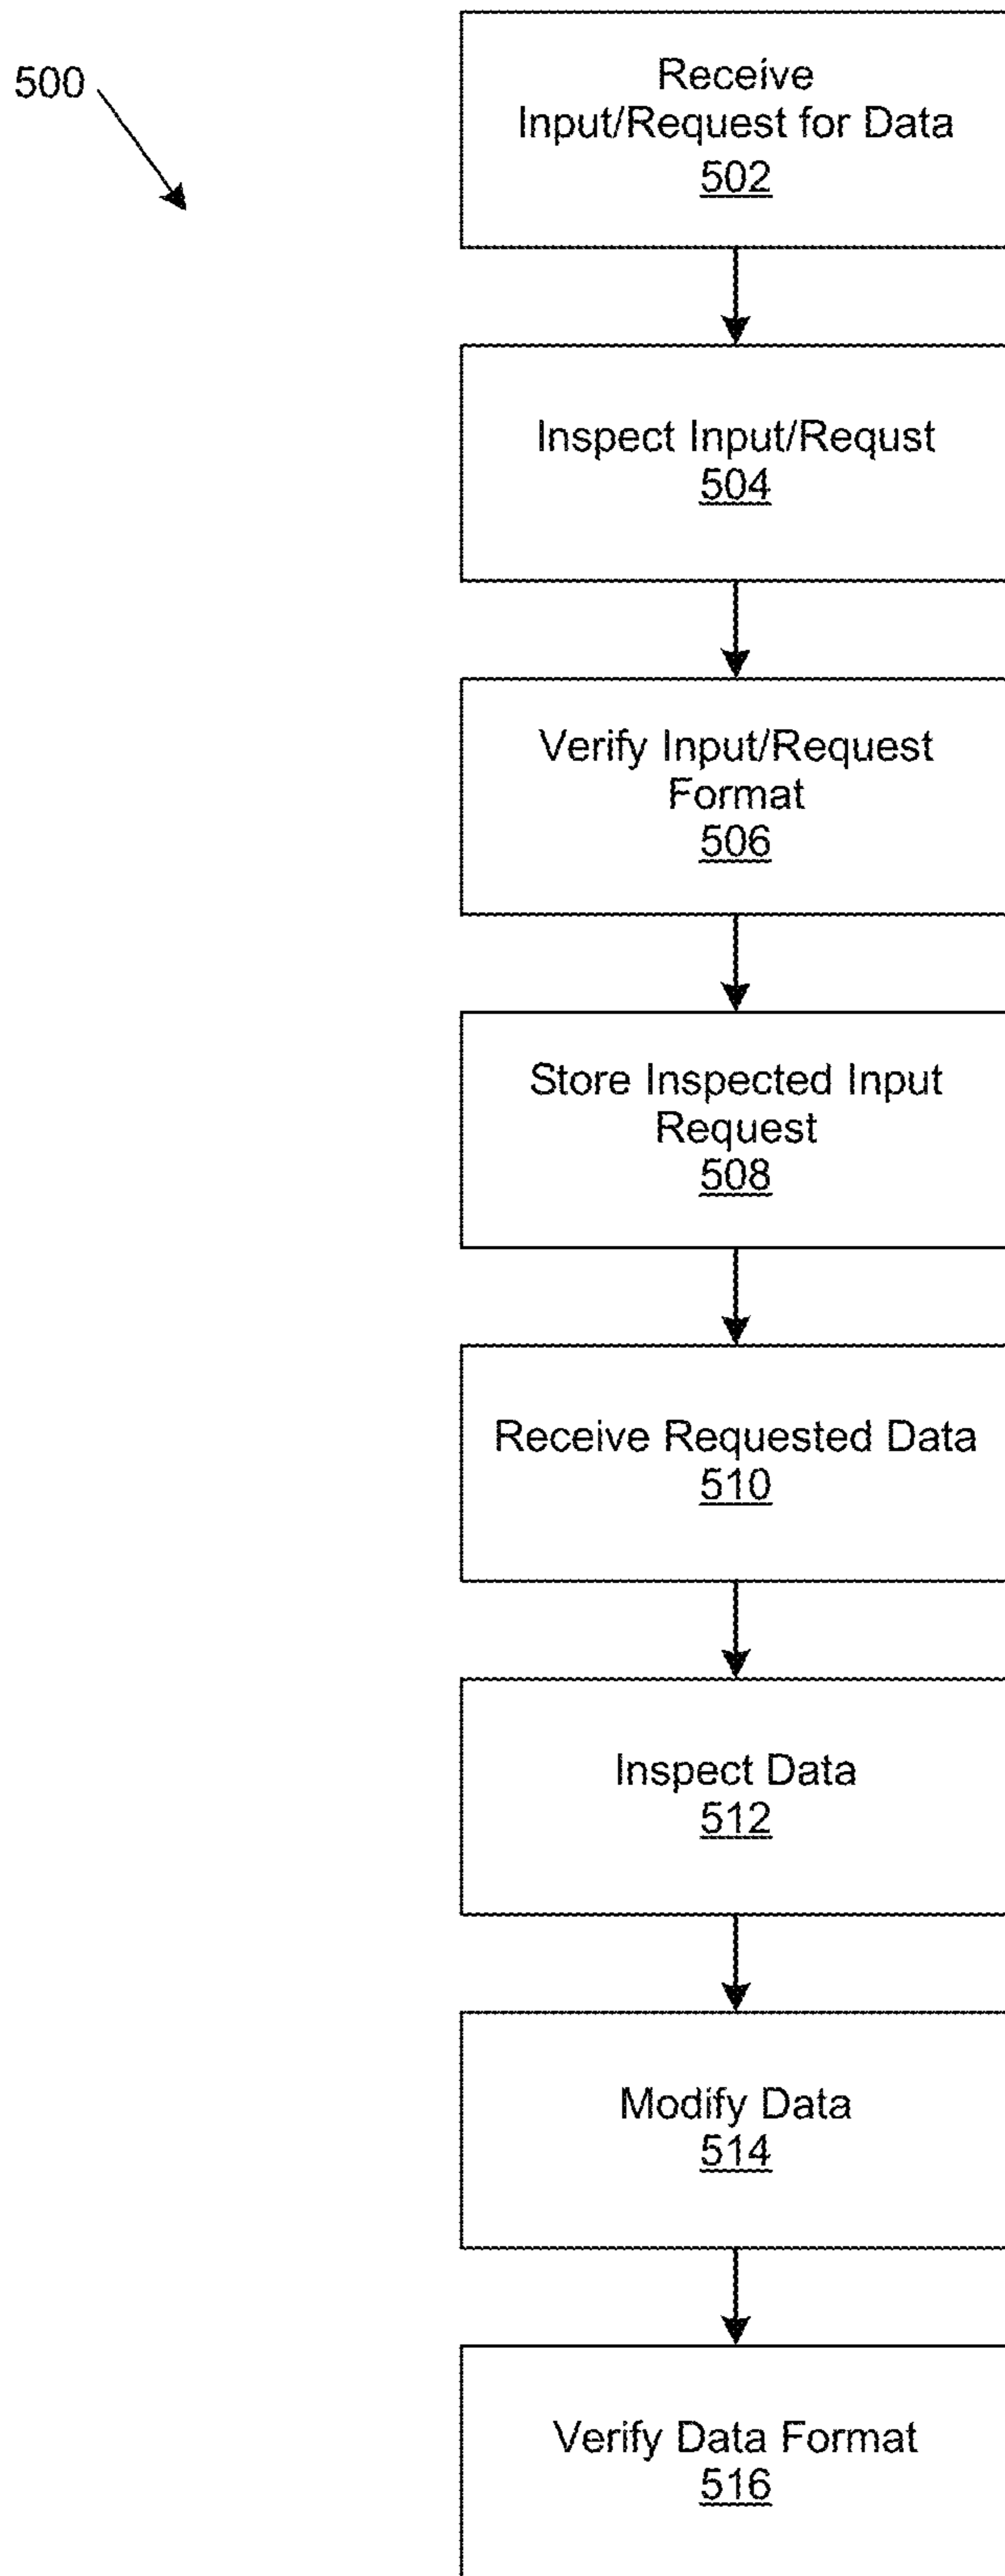 500
Receive
Input/Request for Data
502
Inspect Input/Requst
504
Verify Input/Request
Format
506
Store Inspected Input
Request
508
Receive Requested Data
510
Inspect Data
512
Modify Data
514
Verify Data Format
516